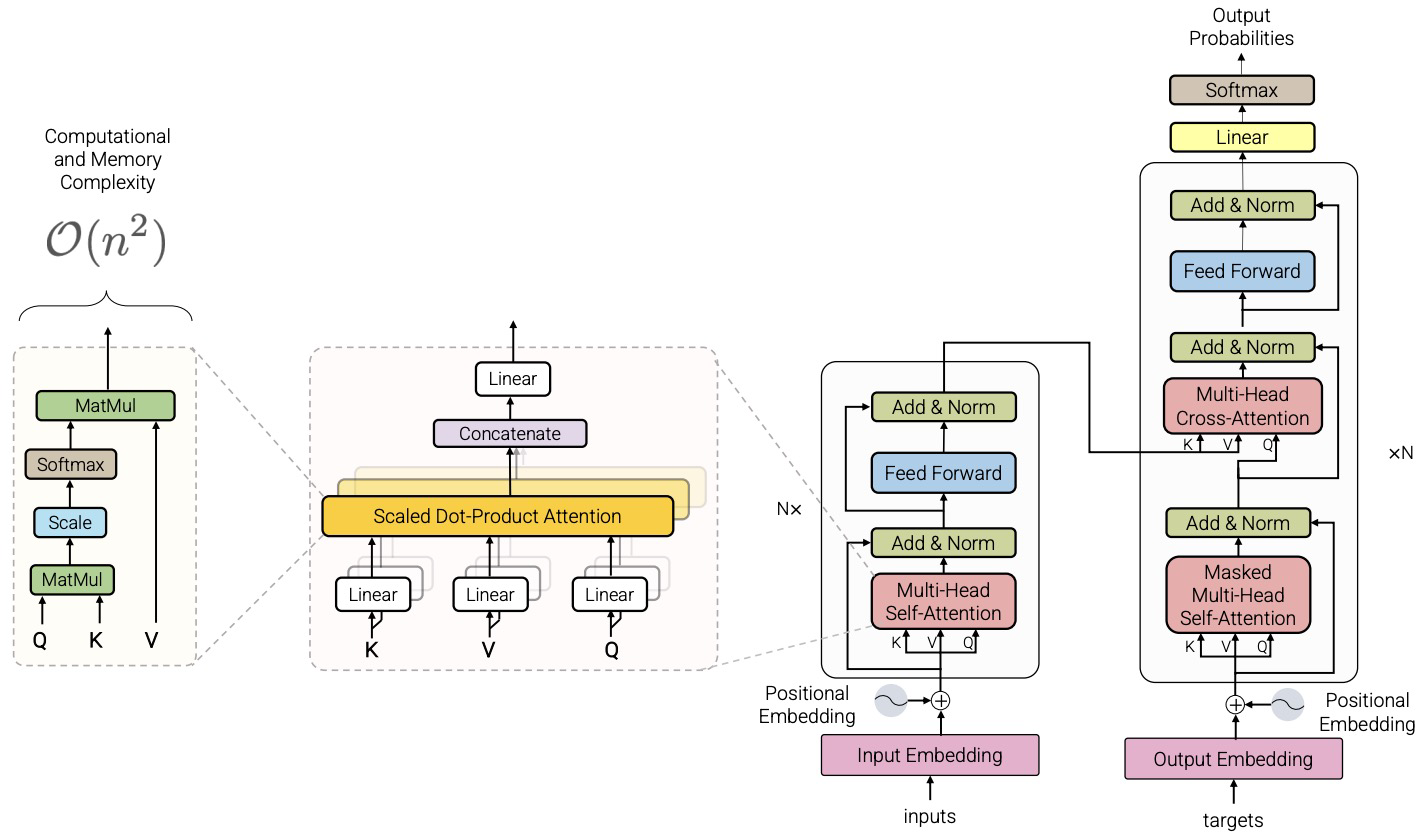 Computational
and Memory
Complexity
𝒪(n²)
MatMul
Softmax
Scale
MatMul
Q K V
Linear
Concatenate
Scaled Dot-Product Attention
Linear Linear Linear
K V Q
N×
Add & Norm
Feed Forward
Add & Norm
Multi-Head
Self-Attention
K V Q
Positional
Embedding
Input Embedding
inputs
Output
Probabilities
Softmax
Linear
Add & Norm
Feed Forward
Add & Norm
Multi-Head
Cross-Attention
K V Q
×N
Add & Norm
Masked
Multi-Head
Self-Attention
K V Q
Positional
Embedding
Output Embedding
targets